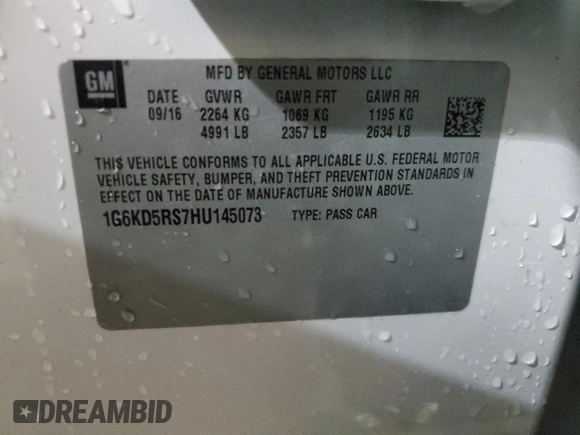 GM
MFD BY GENERAL MOTORS LLC
DATE GVWR GAWR FRT GAWR RR
09/16 2264 KG 1069 KG 1195 KG
4991 LB 2357 LB 2634 LB
THIS VEHICLE CONFORMS TO ALL APPLICABLE U.S. FEDERAL MOTOR
VEHICLE SAFETY, BUMPER, AND THEFT PREVENTION STANDARDS IN
EFFECT ON THE DATE OF MANUFACTURE SHOWN ABOVE.
1G6KD5RS7HU145073 TYPE: PASS CAR
DREAMBID